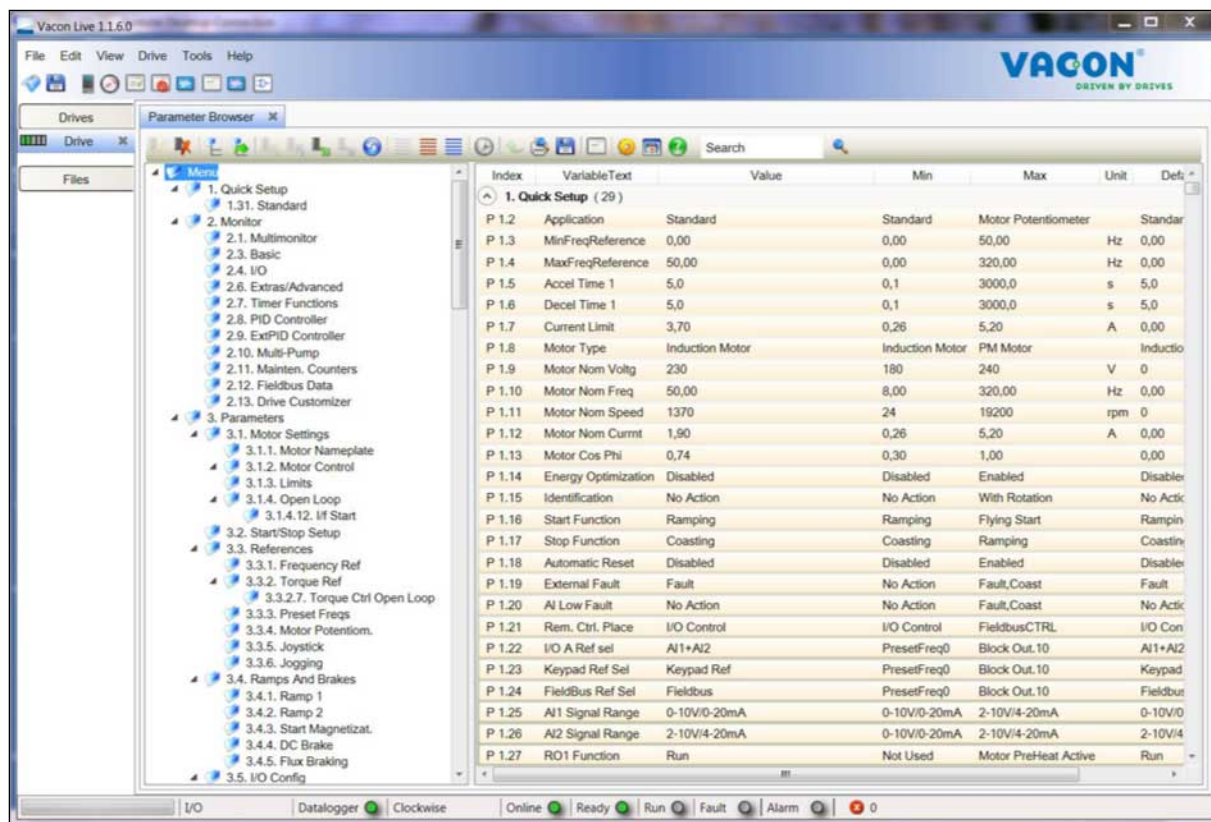 Vacon Live 1.1.6.0
File Edit View Drive Tools Help
VACON®
DRIVEN BY DRIVES
Drives
Parameter Browser
Drive
Search
Files
Menu
1. Quick Setup
1.31. Standard
2. Monitor
2.1. Multimonitor
2.3. Basic
2.4. I/O
2.6. Extras/Advanced
2.7. Timer Functions
2.8. PID Controller
2.9. ExtPID Controller
2.10. Multi-Pump
2.11. Mainten. Counters
2.12. Fieldbus Data
2.13. Drive Customizer
3. Parameters
3.1. Motor Settings
3.1.1. Motor Nameplate
3.1.2. Motor Control
3.1.3. Limits
3.1.4. Open Loop
3.1.4.12. I/f Start
3.2. Start/Stop Setup
3.3. References
3.3.1. Frequency Ref
3.3.2. Torque Ref
3.3.2.7. Torque Ctrl Open Loop
3.3.3. Preset Freqs
3.3.4. Motor Potentiom.
3.3.5. Joystick
3.3.6. Jogging
3.4. Ramps And Brakes
3.4.1. Ramp 1
3.4.2. Ramp 2
3.4.3. Start Magnetizat.
3.4.4. DC Brake
3.4.5. Flux Braking
3.5. I/O Config
Index VariableText Value Min Max Unit Defa
1. Quick Setup (29)
P 1.2 Application Standard Standard Motor Potentiometer Standar
P 1.3 MinFreqReference 0,00 0,00 50,00 Hz 0,00
P 1.4 MaxFreqReference 50,00 0,00 320,00 Hz 0,00
P 1.5 Accel Time 1 5,0 0,1 3000,0 s 5,0
P 1.6 Decel Time 1 5,0 0,1 3000,0 s 5,0
P 1.7 Current Limit 3,70 0,26 5,20 A 0,00
P 1.8 Motor Type Induction Motor Induction Motor PM Motor Inductio
P 1.9 Motor Nom Voltg 230 180 240 V 0
P 1.10 Motor Nom Freq 50,00 8,00 320,00 Hz 0,00
P 1.11 Motor Nom Speed 1370 24 19200 rpm 0
P 1.12 Motor Nom Currnt 1,90 0,26 5,20 A 0,00
P 1.13 Motor Cos Phi 0,74 0,30 1,00 0,00
P 1.14 Energy Optimization Disabled Disabled Enabled Disable
P 1.15 Identification No Action No Action With Rotation No Actio
P 1.16 Start Function Ramping Ramping Flying Start Rampin
P 1.17 Stop Function Coasting Coasting Ramping Coastin
P 1.18 Automatic Reset Disabled Disabled Enabled Disable
P 1.19 External Fault Fault No Action Fault,Coast Fault
P 1.20 AI Low Fault No Action No Action Fault,Coast No Actio
P 1.21 Rem. Ctrl. Place I/O Control I/O Control FieldbusCTRL I/O Con
P 1.22 I/O A Ref sel AI1+AI2 PresetFreq0 Block Out.10 AI1+AI2
P 1.23 Keypad Ref Sel Keypad Ref PresetFreq0 Block Out.10 Keypad
P 1.24 FieldBus Ref Sel Fieldbus PresetFreq0 Block Out.10 Fieldbus
P 1.25 AI1 Signal Range 0-10V/0-20mA 0-10V/0-20mA 2-10V/4-20mA 0-10V/0
P 1.26 AI2 Signal Range 2-10V/4-20mA 0-10V/0-20mA 2-10V/4-20mA 2-10V/4
P 1.27 RO1 Function Run Not Used Motor PreHeat Active Run
I/O Datalogger Clockwise Online Ready Run Fault Alarm 0